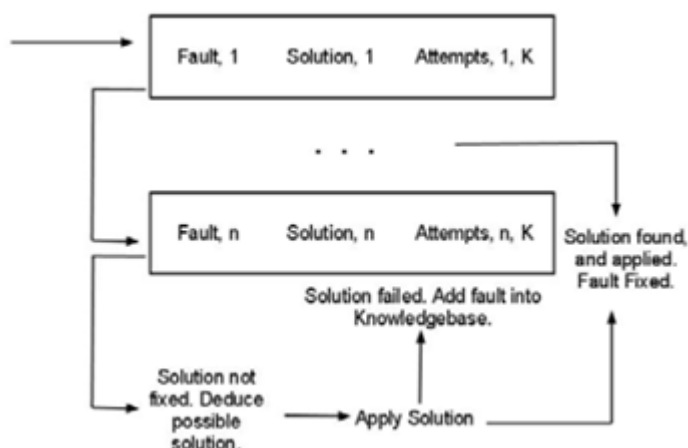 Fault, 1 Solution, 1 Attempts, 1, K
. . .
Fault, n Solution, n Attempts, n, K
Solution found,
and applied.
Fault Fixed.
Solution failed. Add fault into
Knowledgebase.
Solution not
fixed. Deduce
possible
solution.
Apply Solution